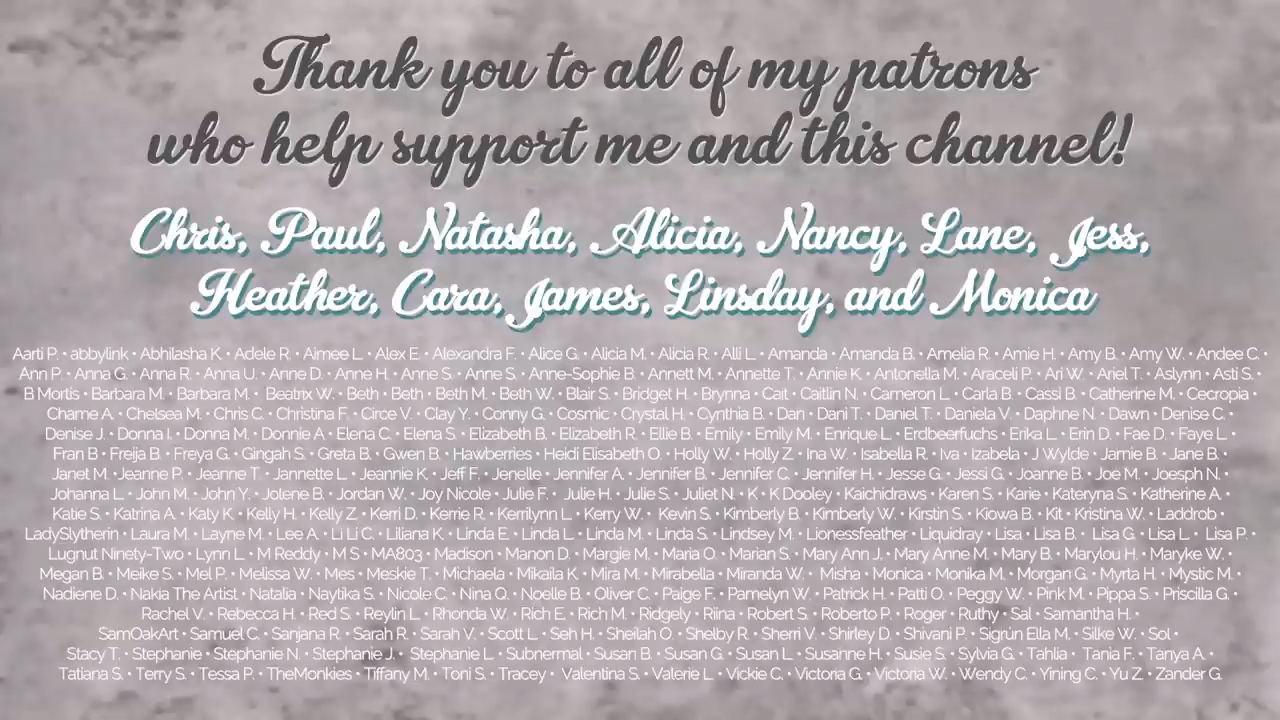 Thank you to all of my patrons
who help support me and this channel!
Chris, Paul, Natasha, Alicia, Nancy, Lane, Jess,
Heather, Cara, James, Linsday, and Monica
Aarti P. • abbylink • Abhilasha K. • Adele R. • Aimee L. • Alex E. • Alexandra F. • Alice G. • Alicia M. • Alicia R. • Alli L. • Amanda • Amanda B. • Amelia R. • Amie H. • Amy B. • Amy W. • Andee C. •
Ann P. • Anna G. • Anna R. • Anna U. • Anne D. • Anne H. • Anne S. • Anne S. • Anne-Sophie B. • Annett M. • Annette T. • Annie K. • Antonella M. • Araceli P. • Ari W. • Ariel T. • Aslynn • Asti S. •
B Mortis • Barbara M. • Barbara M. • Beatrix W. • Beth • Beth • Beth M. • Beth W. • Blair S. • Bridget H. • Brynna • Cait • Caitlin N. • Cameron L. • Carla B. • Cassi B. • Catherine M. • Cecropia •
Charne A. • Chelsea M. • Chris C. • Christina F. • Circe V. • Clay Y. • Conny G. • Cosmic • Crystal H. • Cynthia B. • Dan • Dani T. • Daniel T. • Daniela V. • Daphne N. • Dawn • Denise C. •
Denise J. • Donna I. • Donna M. • Donnie A • Elena C. • Elena S. • Elizabeth B. • Elizabeth R. • Ellie B. • Emily • Emily M. • Enrique L. • Erdbeerfuchs • Erika L. • Erin D. • Fae D. • Faye L. •
Fran B • Freija B. • Freya G. • Gingah S. • Greta B. • Gwen B. • Hawberries • Heidi Elisabeth O. • Holly W. • Holly Z. • Ina W. • Isabella R. • Iva • Izabela • J Wylde • Jamie B. • Jane B. •
Janet M. • Jeanne P. • Jeanne T. • Jannette L. • Jeannie K. • Jeff F. • Jenelle • Jennifer A. • Jennifer B. • Jennifer C. • Jennifer H. • Jesse G. • Jessi G. • Joanne B. • Joe M. • Joesph N. •
Johanna L. • John M. • John Y. • Jolene B. • Jordan W. • Joy Nicole • Julie F. • Julie H. • Julie S. • Juliet N. • K • K Dooley • Kaichidraws • Karen S. • Karie • Kateryna S. • Katherine A. •
Katie S. • Katrina A. • Katy K. • Kelly H. • Kelly Z. • Kerri D. • Kerrie R. • Kerrilynn L. • Kerry W. • Kevin S. • Kimberly B. • Kimberly W. • Kirstin S. • Kiowa B. • Kit • Kristina W. • Laddrob •
LadySlytherin • Laura M. • Layne M. • Lee A. • Li Li C. • Liliana K. • Linda E. • Linda L. • Linda M. • Linda S. • Lindsey M. • Lionessfeather • Liquidray • Lisa • Lisa B. • Lisa G. • Lisa L. • Lisa P. •
Lugnut Ninety-Two • Lynn L. • M Reddy • M S • MA803 • Madison • Manon D. • Margie M. • Maria O. • Marian S. • Mary Ann J. • Mary Anne M. • Mary B. • Marylou H. • Maryke W. •
Megan B. • Meike S. • Mel P. • Melissa W. • Mes • Meskie T. • Michaela • Mikaila K. • Mira M. • Mirabella • Miranda W. • Misha • Monica • Monika M. • Morgan G. • Myrta H. • Mystic M. •
Nadiene D. • Nakia The Artist • Natalia • Naytika S. • Nicole C. • Nina Q. • Noelle B. • Oliver C. • Paige F. • Pamelyn W. • Patrick H. • Patti O. • Peggy W. • Pink M. • Pippa S. • Priscilla G. •
Rachel V. • Rebecca H. • Red S. • Reylin L. • Rhonda W. • Rich E. • Rich M. • Ridgely • Riina • Robert S. • Roberto P. • Roger • Ruthy • Sal • Samantha H. •
SamOakArt • Samuel C. • Sanjana R. • Sarah R. • Sarah V. • Scott L. • Seh H. • Sheilah O. • Shelby R. • Sherri V. • Shirley D. • Shivani P. • Sigrún Ella M. • Silke W. • Sol •
Stacy T. • Stephanie • Stephanie N. • Stephanie J. • Stephanie L. • Subnermal • Susan B. • Susan G. • Susan L. • Susanne H. • Susie S. • Sylvia G. • Tahlia • Tania F. • Tanya A. •
Tatiana S. • Terry S. • Tessa P. • TheMonkies • Tiffany M. • Toni S. • Tracey • Valentina S. • Valerie L. • Vickie C. • Victoria G. • Victoria W. • Wendy C. • Yining C. • Yu Z. • Zander G.